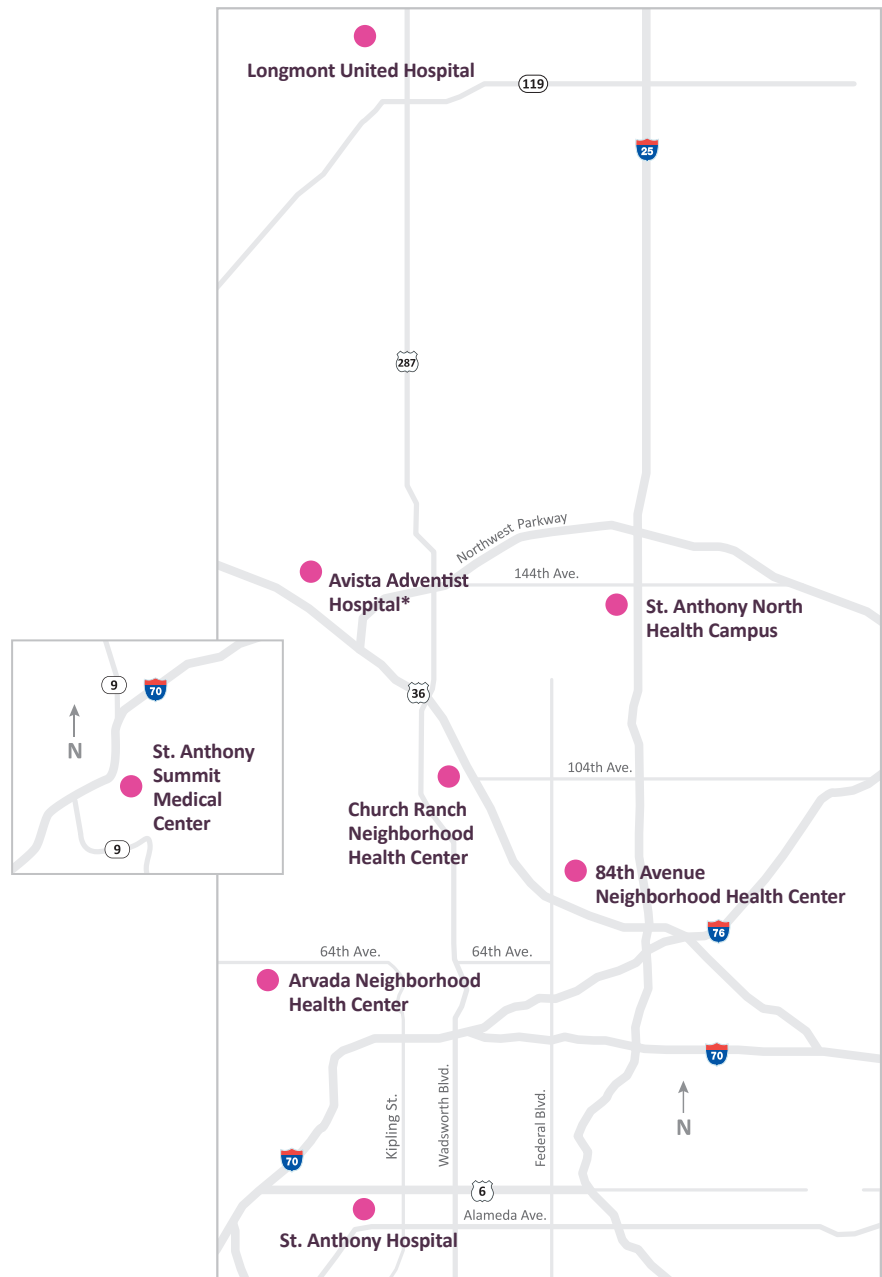 Longmont United Hospital
119
25
287
Northwest Parkway
144th Ave.
Avista Adventist
Hospital*
St. Anthony North
Health Campus
36
9
70
N
St. Anthony
Summit
Medical
Center
9
104th Ave.
Church Ranch
Neighborhood
Health Center
84th Avenue
Neighborhood Health Center
76
64th Ave.
64th Ave.
Arvada Neighborhood
Health Center
70
Kipling St.
Wadsworth Blvd.
Federal Blvd.
N
70
6
Alameda Ave.
St. Anthony Hospital